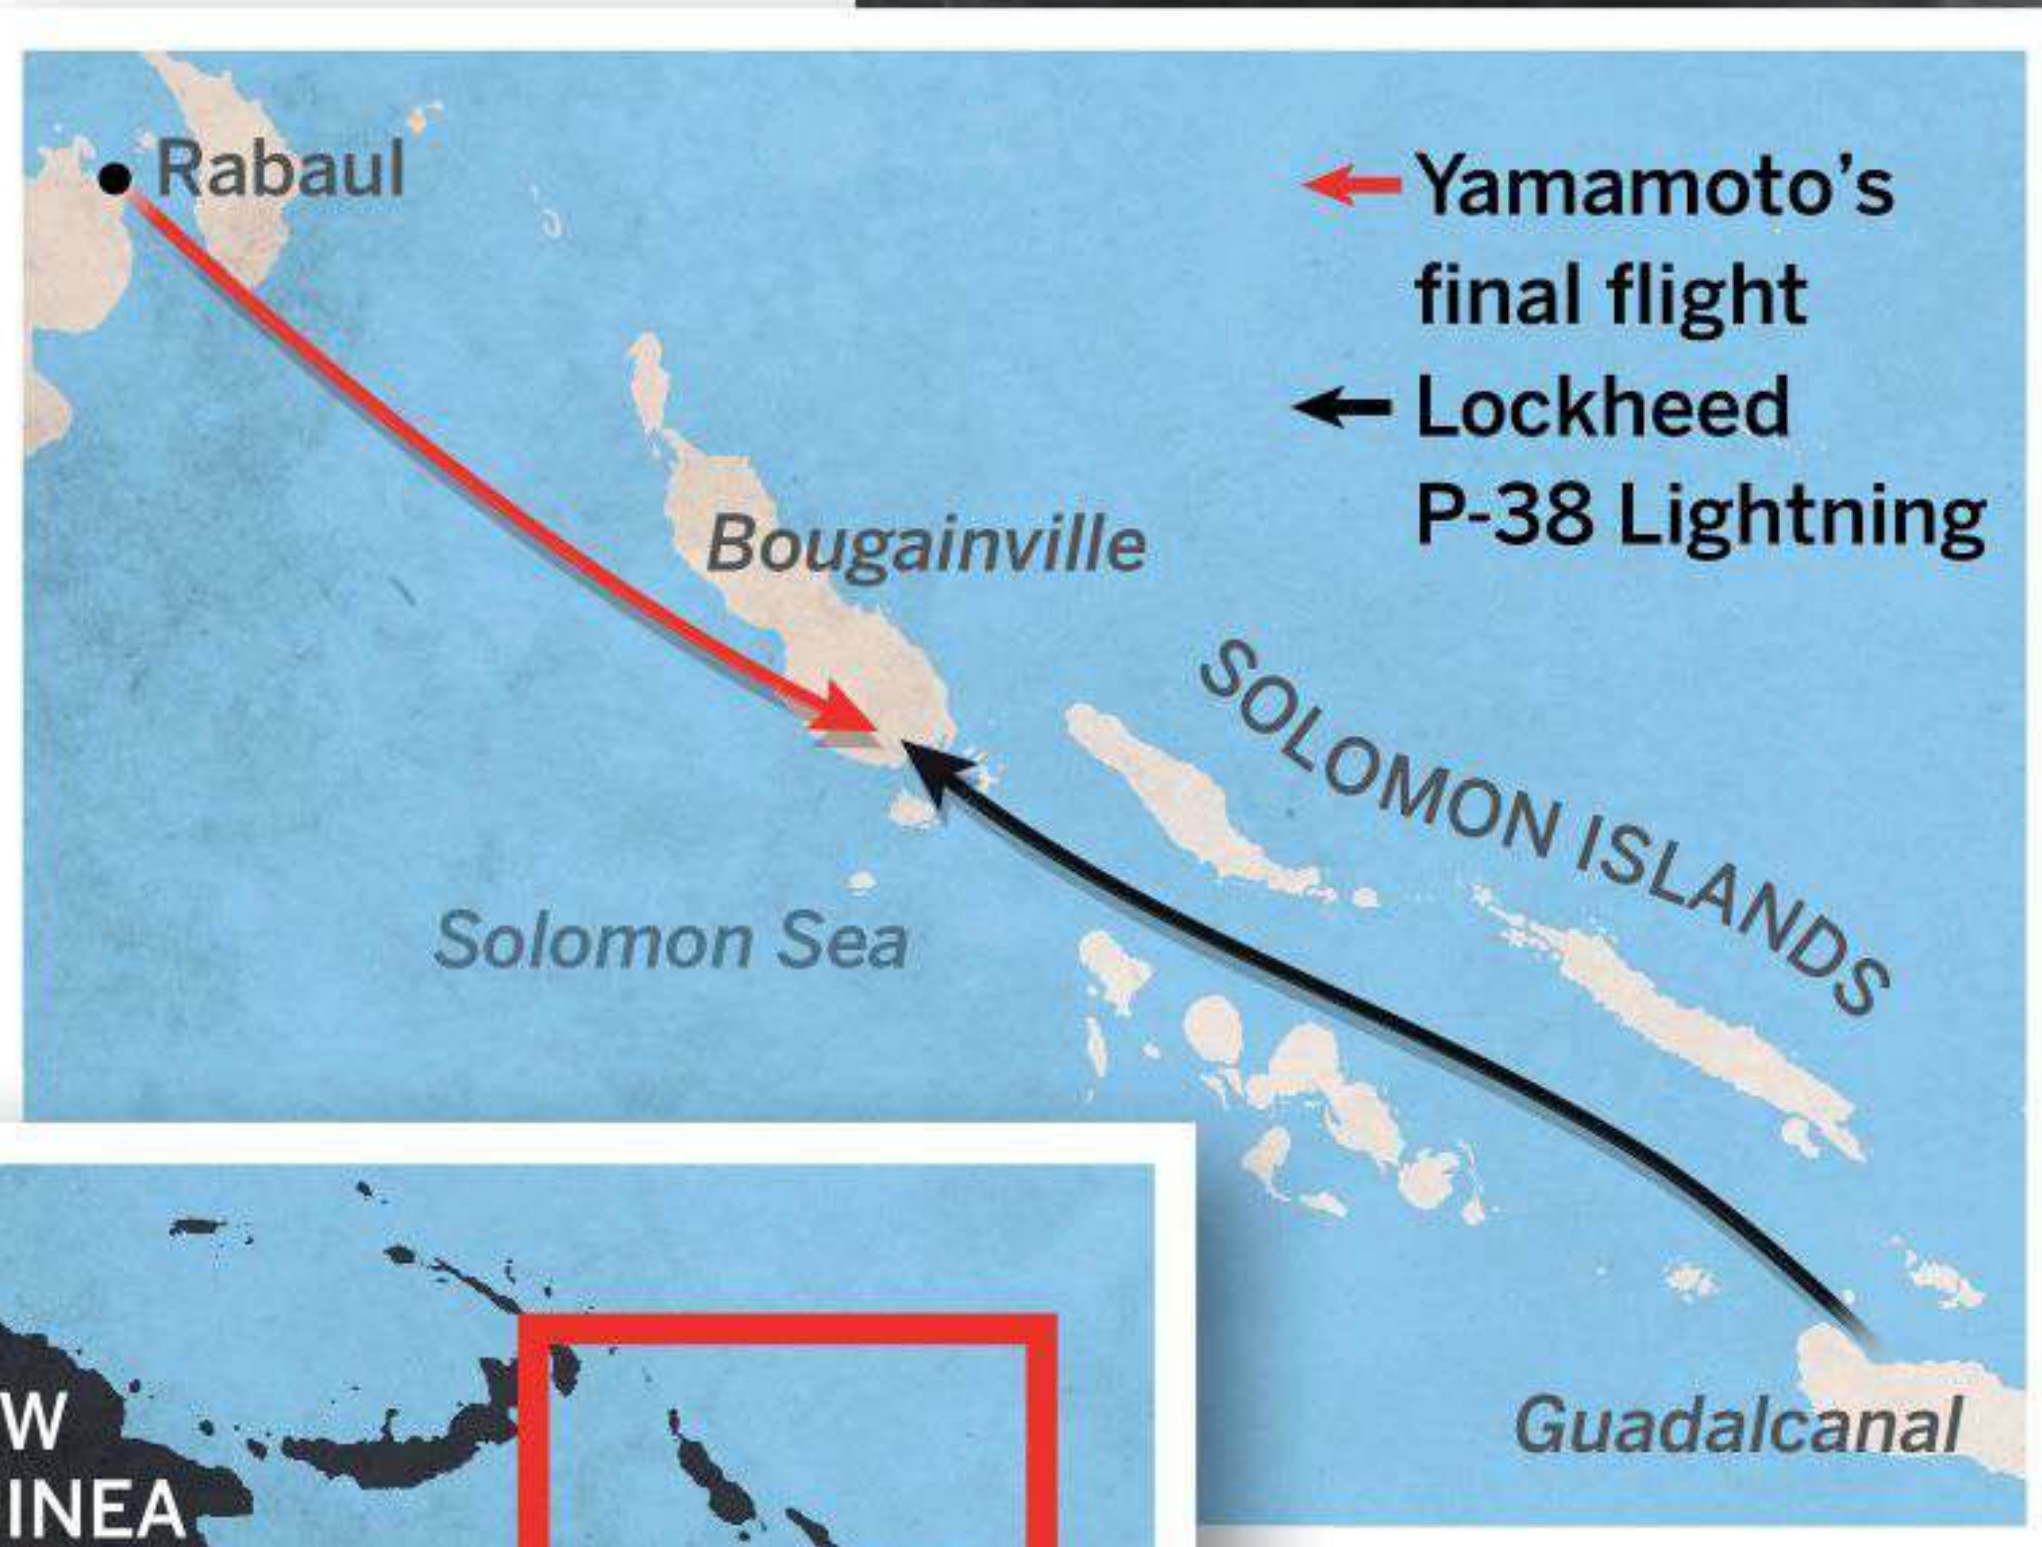 Rabaul
Yamamoto’s
final flight
Lockheed
P-38 Lightning
Bougainville
SOLOMON ISLANDS
Solomon Sea
Guadalcanal
W
INEA